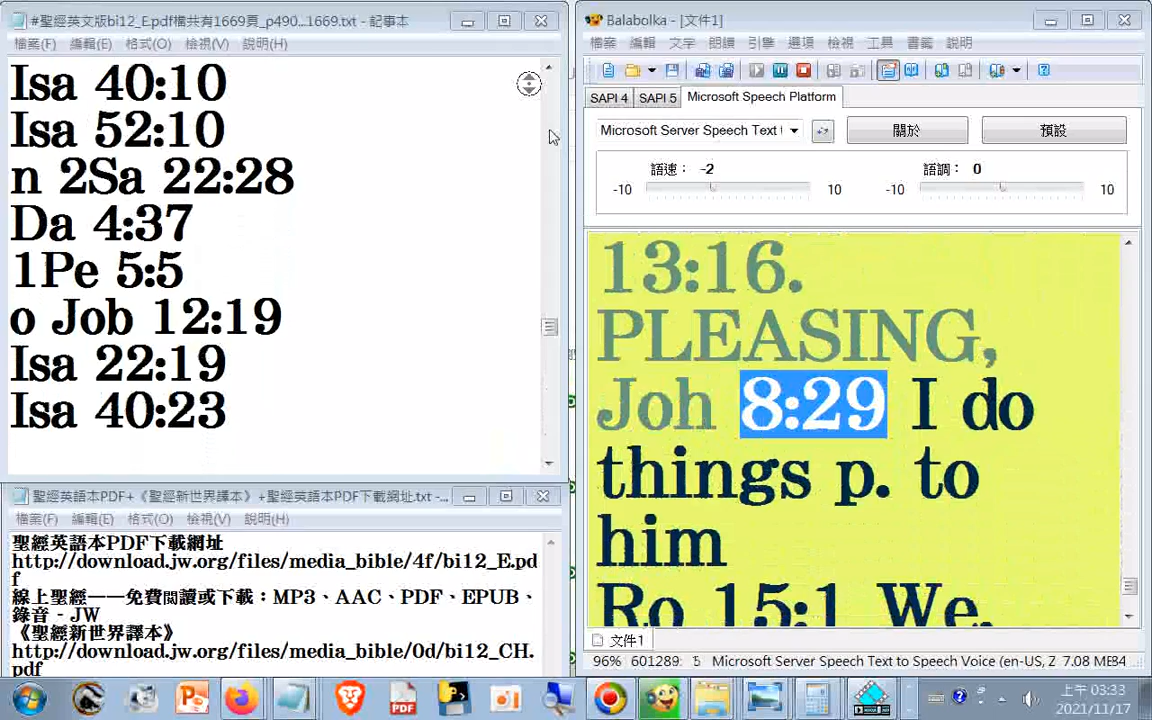 #聖經英文版bi12_E.pdf檔共有1669頁_p490...1669.txt - 記事本
檔案(F) 編輯(E) 格式(O) 檢視(V) 說明(H)
Isa 40:10
Isa 52:10
n 2Sa 22:28
Da 4:37
1Pe 5:5
o Job 12:19
Isa 22:19
Isa 40:23
聖經英語本PDF+《聖經新世界譯本》+聖經英語本PDF下載網址.txt -...
檔案(F) 編輯(E) 格式(O) 檢視(V) 說明(H)
聖經英語本PDF下載網址
http://download.jw.org/files/media_bible/4f/bi12_E.pd
f
線上聖經——免費閱讀或下載：MP3、AAC、PDF、EPUB、
錄音 - JW
《聖經新世界譯本》
http://download.jw.org/files/media_bible/0d/bi12_CH.
pdf
Balabolka - [文件1]
檔案 編輯 文字 朗讀 引擎 選項 檢視 工具 書籤 說明
SAPI 4 SAPI 5 Microsoft Speech Platform
Microsoft Server Speech Text 關於 預設
語速： -2 語調： 0
-10 10 -10 10
13:16.
PLEASING,
Joh 8:29 I do
things p. to
him
Ro 15:1 We,
文件1
96% 601289: Microsoft Server Speech Text to Speech Voice (en-US, Z 7.08 MB
上午 03:33
2021/11/17